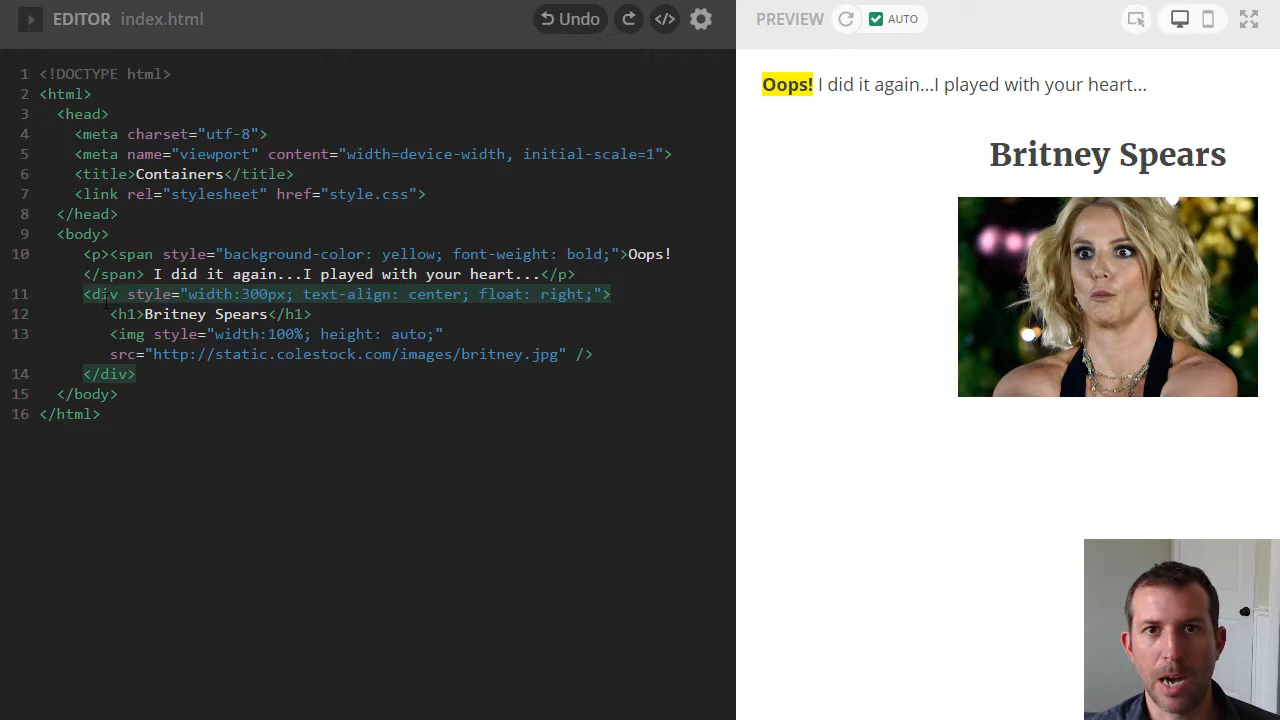 EDITOR index.html
Undo
PREVIEW
AUTO
1 <!DOCTYPE html>
2 <html>
3 <head>
4 <meta charset="utf-8">
5 <meta name="viewport" content="width=device-width, initial-scale=1">
6 <title>Containers</title>
7 <link rel="stylesheet" href="style.css">
8 </head>
9 <body>
10 <p><span style="background-color: yellow; font-weight: bold;">Oops!
</span> I did it again...I played with your heart...</p>
11 <div style="width:300px; text-align: center; float: right;">
12 <h1>Britney Spears</h1>
13 <img style="width:100%; height: auto;"
src="http://static.colestock.com/images/britney.jpg" />
14 </div>
15 </body>
16 </html>
Oops! I did it again...I played with your heart...
Britney Spears